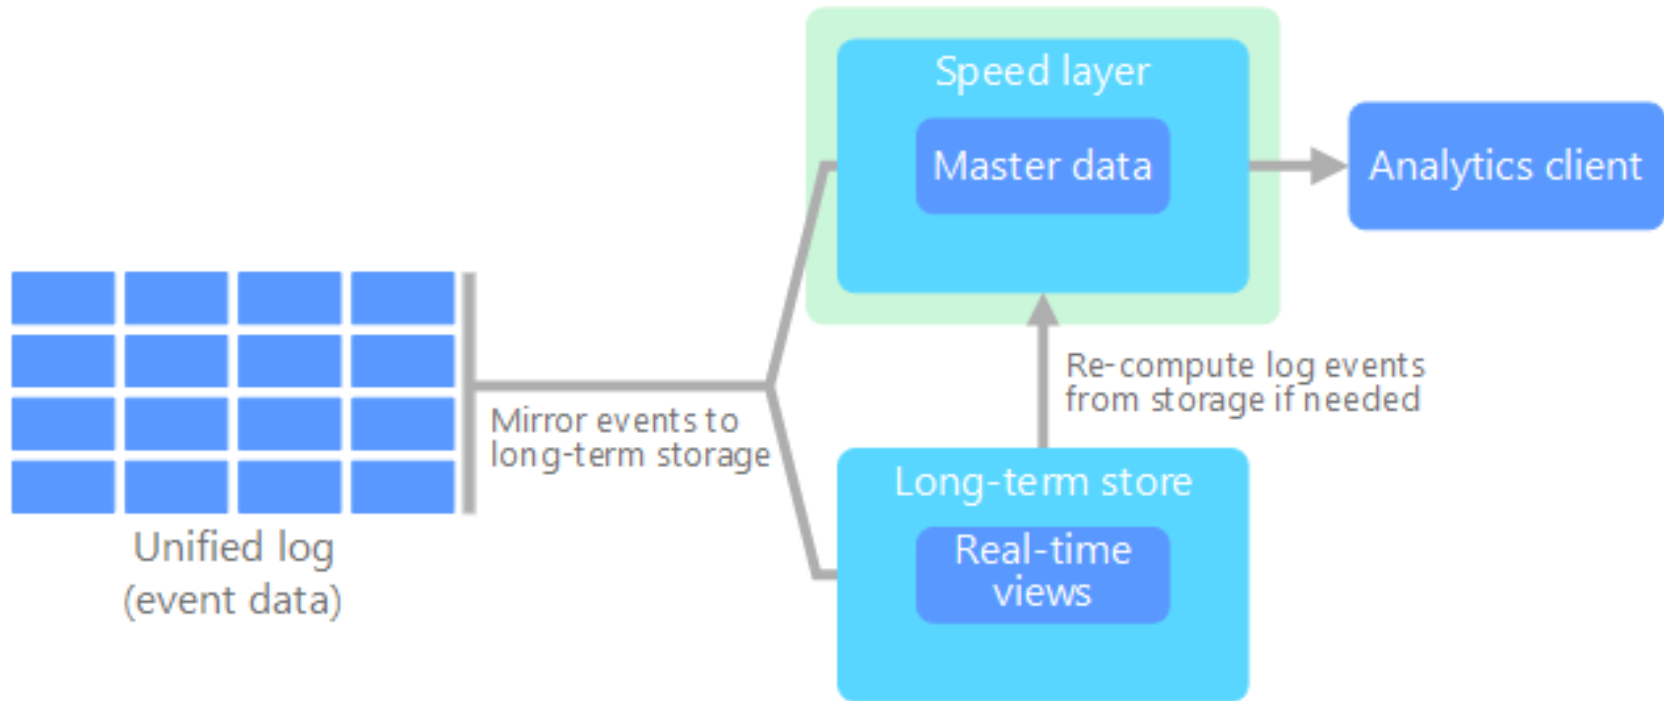 Speed layer
Master data
Analytics client
Re-compute log events
from storage if needed
Mirror events to
long-term storage
Long-term store
Real-time
views
Unified log
(event data)